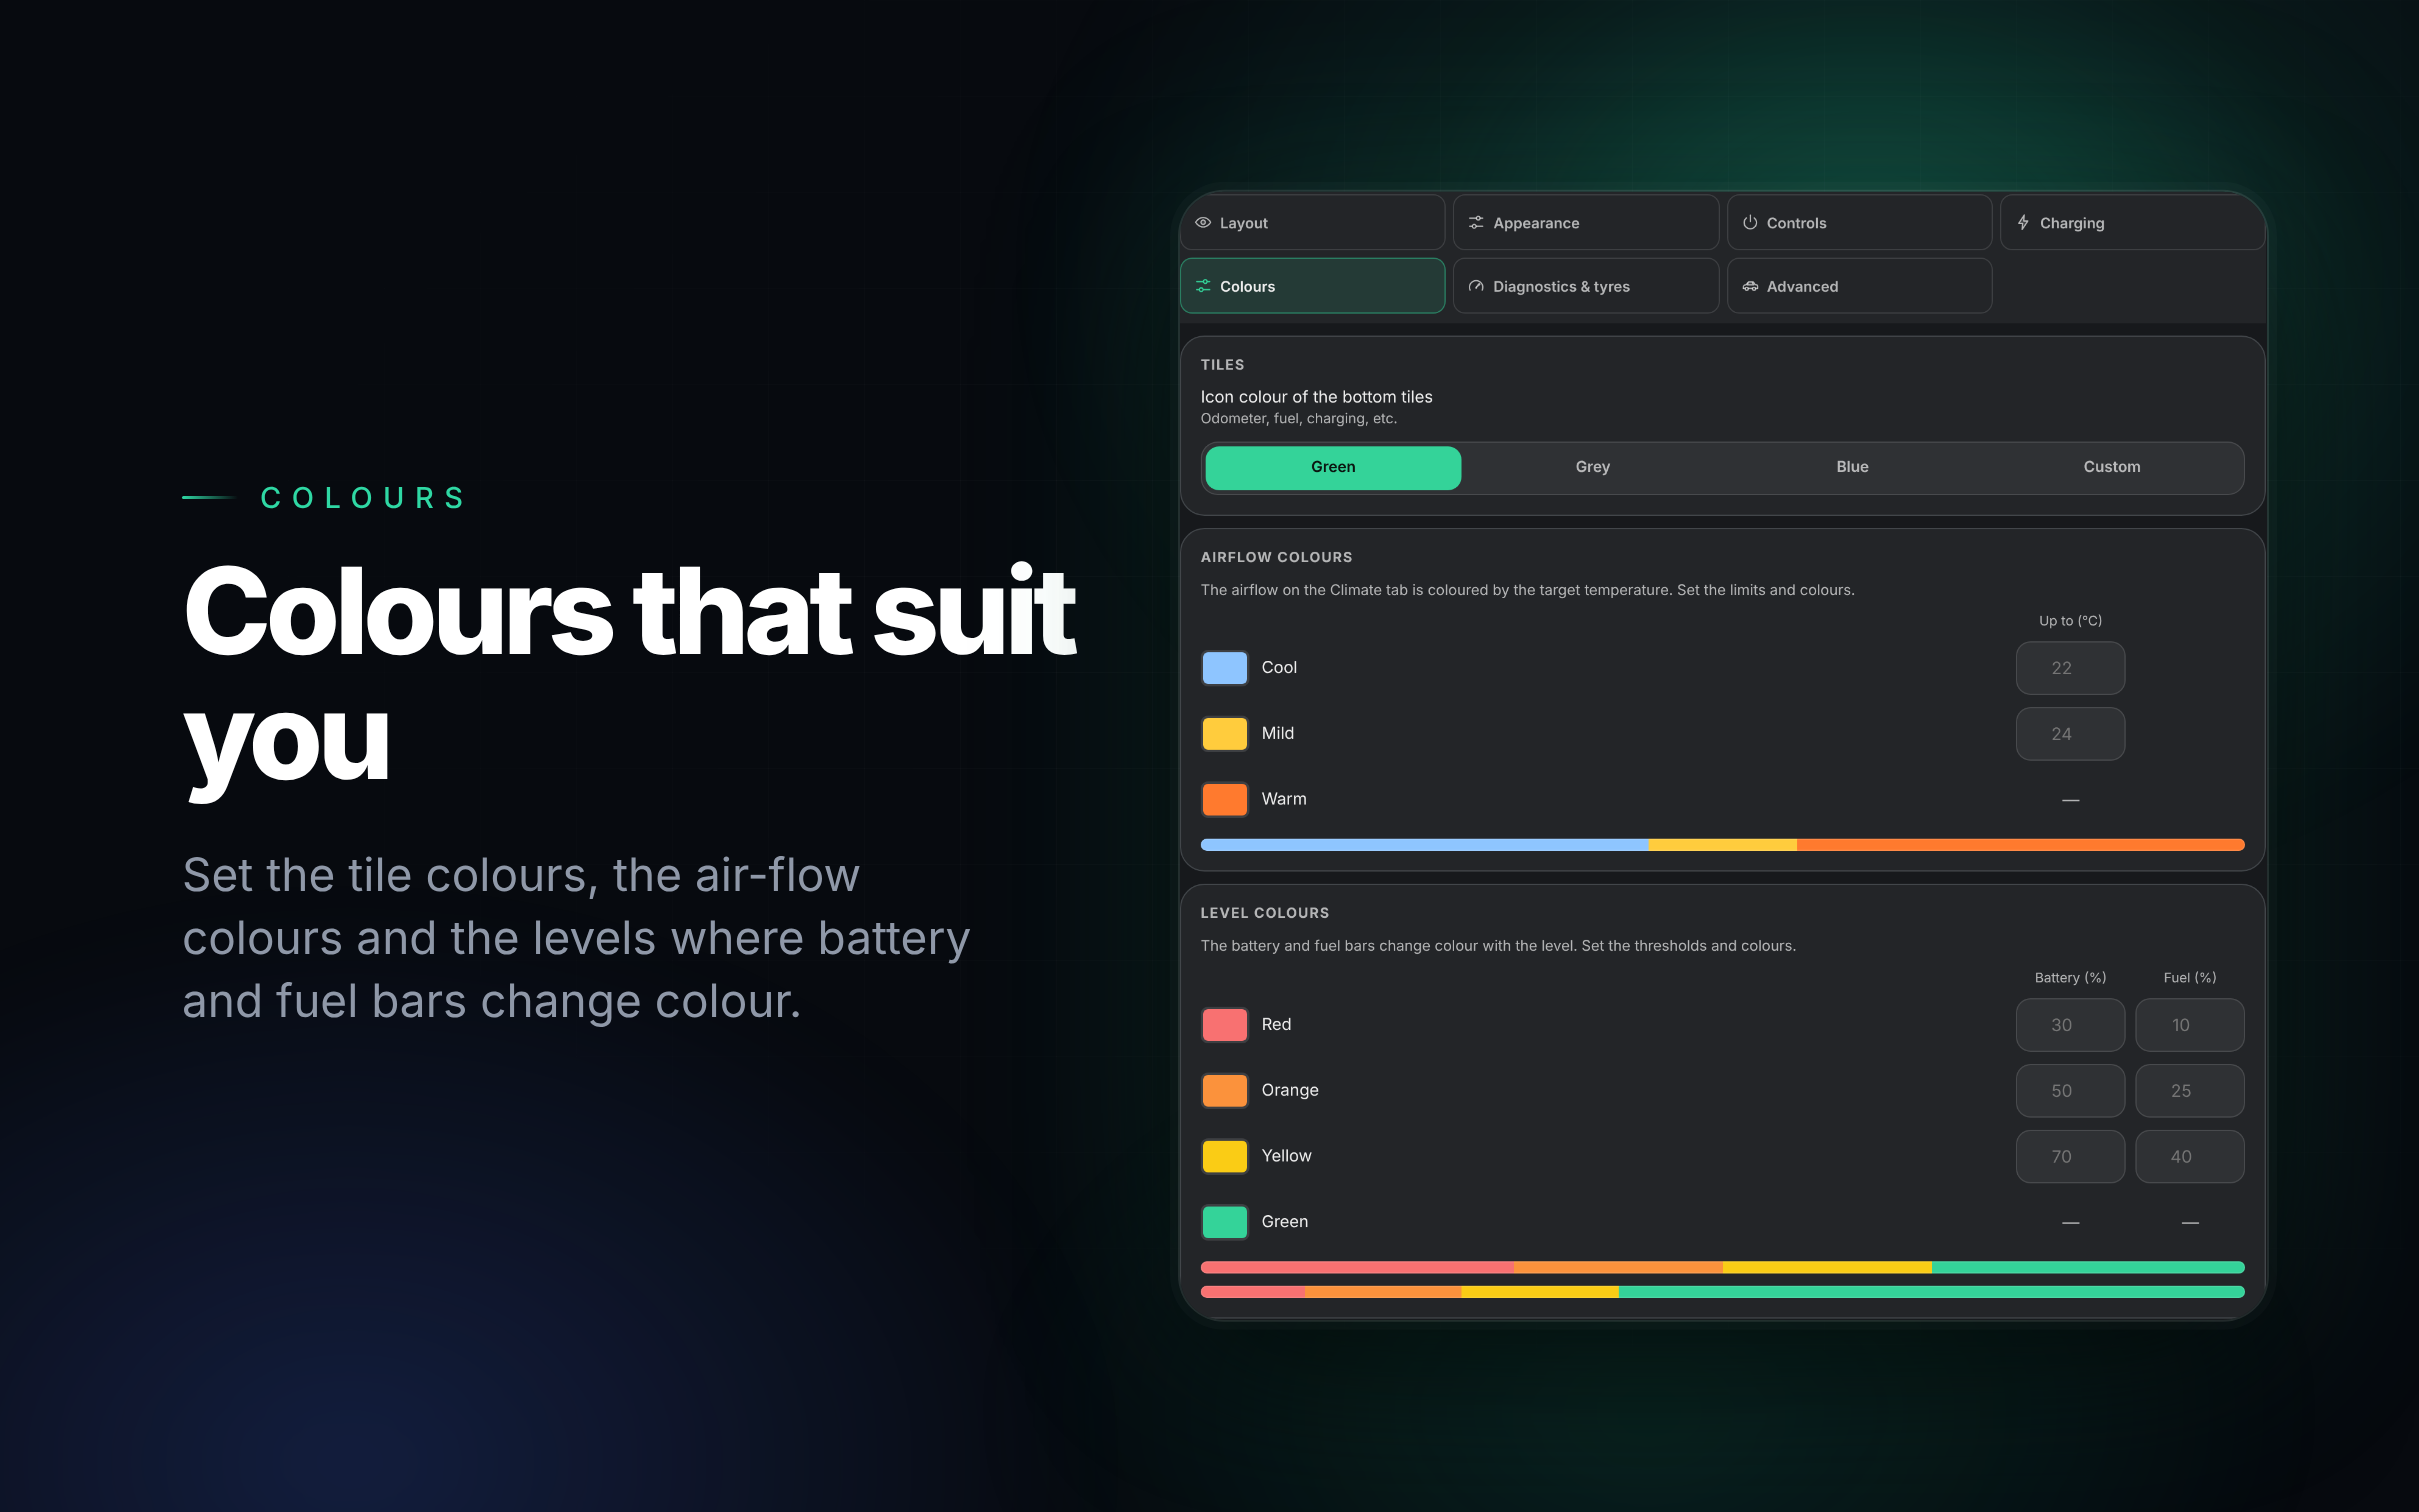 COLOURS
Colours that suit
you
Set the tile colours, the air-flow
colours and the levels where battery
and fuel bars change colour.
Layout
Appearance
Controls
Charging
Colours
Diagnostics & tyres
Advanced
TILES
Icon colour of the bottom tiles
Odometer, fuel, charging, etc.
Green
Grey
Blue
Custom
AIRFLOW COLOURS
The airflow on the Climate tab is coloured by the target temperature. Set the limits and colours.
Up to (°C)
Cool 22
Mild 24
Warm —
LEVEL COLOURS
The battery and fuel bars change colour with the level. Set the thresholds and colours.
Battery (%) Fuel (%)
Red 30 10
Orange 50 25
Yellow 70 40
Green — —